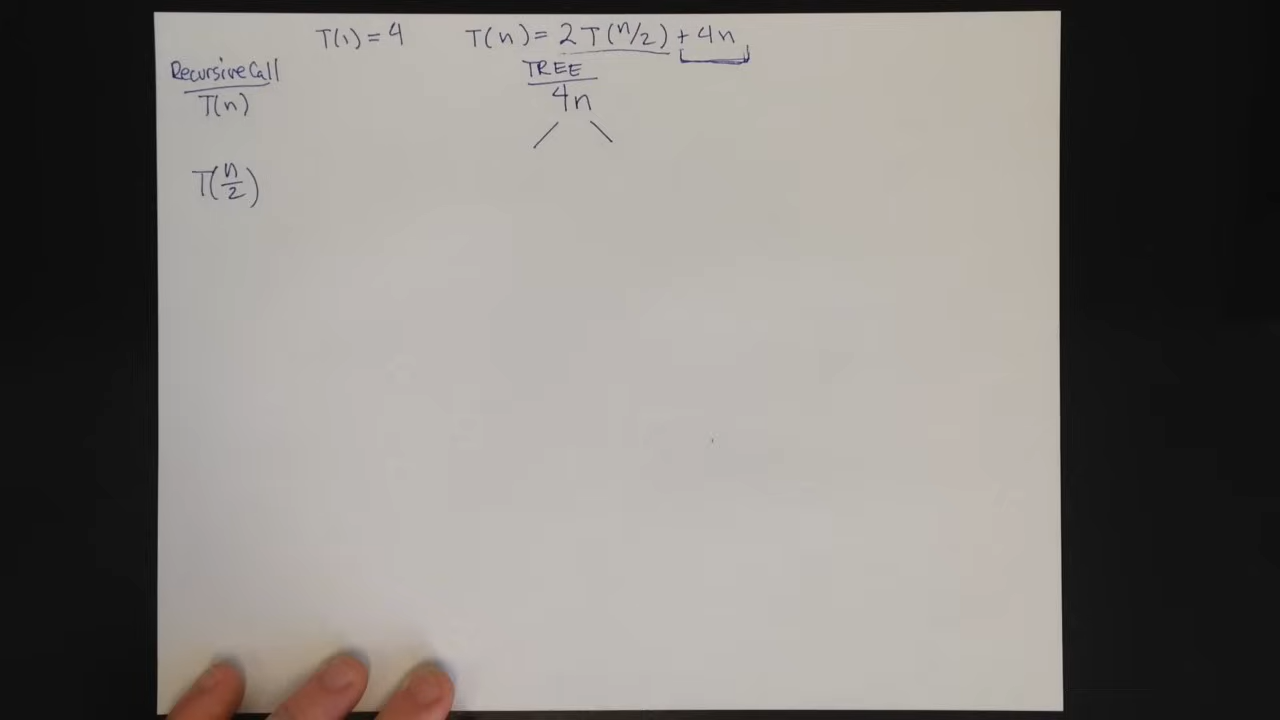 T(1) = 4 T(n) = 2T(n/2) + 4n
Recursive Call TREE
T(n) 4n
T(n/2)